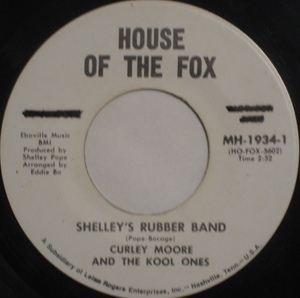 HOUSE
OF THE FOX
Eboville Music
BMI
Produced by
Shelley Pope
Arranged by
Eddie Bo
MH-1934-1
(HO-FOX-5602)
Time 2:32
SHELLEY'S RUBBER BAND
(Pope-Bocage)
CURLEY MOORE
AND THE KOOL ONES
A Subsidiary of Lelan Rogers Enterprises, Inc. — Nashville, Tenn. — U.S.A.